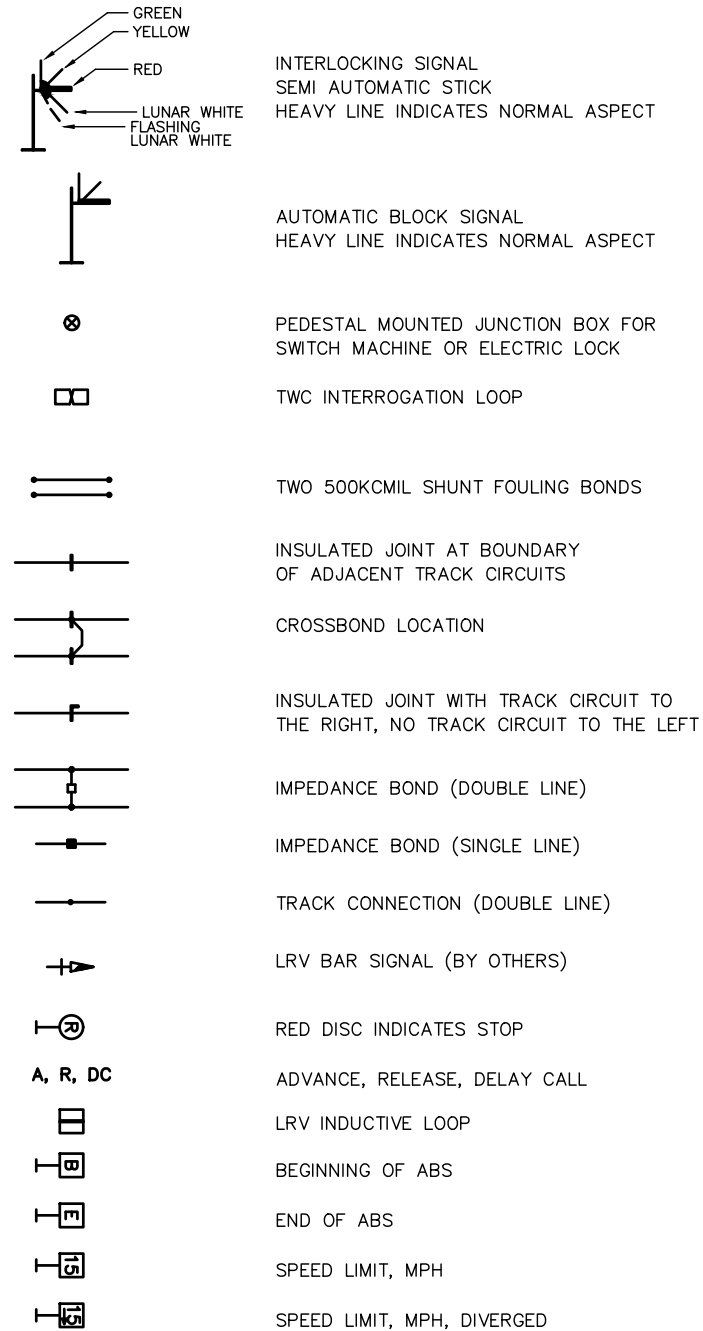 GREEN
YELLOW
RED
LUNAR WHITE
FLASHING
LUNAR WHITE
INTERLOCKING SIGNAL
SEMI AUTOMATIC STICK
HEAVY LINE INDICATES NORMAL ASPECT
AUTOMATIC BLOCK SIGNAL
HEAVY LINE INDICATES NORMAL ASPECT
PEDESTAL MOUNTED JUNCTION BOX FOR
SWITCH MACHINE OR ELECTRIC LOCK
TWC INTERROGATION LOOP
TWO 500KCMIL SHUNT FOULING BONDS
INSULATED JOINT AT BOUNDARY
OF ADJACENT TRACK CIRCUITS
CROSSBOND LOCATION
INSULATED JOINT WITH TRACK CIRCUIT TO
THE RIGHT, NO TRACK CIRCUIT TO THE LEFT
IMPEDANCE BOND (DOUBLE LINE)
IMPEDANCE BOND (SINGLE LINE)
TRACK CONNECTION (DOUBLE LINE)
LRV BAR SIGNAL (BY OTHERS)
R
RED DISC INDICATES STOP
A, R, DC
ADVANCE, RELEASE, DELAY CALL
LRV INDUCTIVE LOOP
B
BEGINNING OF ABS
E
END OF ABS
15
SPEED LIMIT, MPH
15
SPEED LIMIT, MPH, DIVERGED